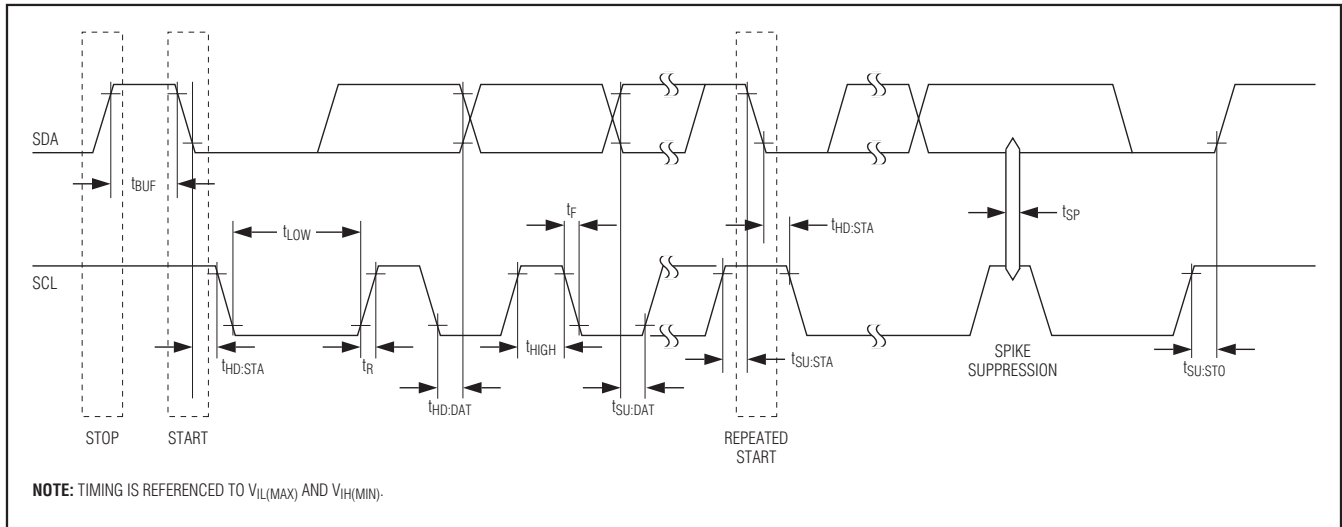 SDA
tBUF
tLOW
tF
tHD:STA
tSP
SCL
tHD:STA
tR
tHIGH
tHD:DAT
tSU:DAT
tSU:STA
SPIKE
SUPPRESSION
tSU:STO
STOP
START
REPEATED
START
NOTE: TIMING IS REFERENCED TO VIL(MAX) AND VIH(MIN).